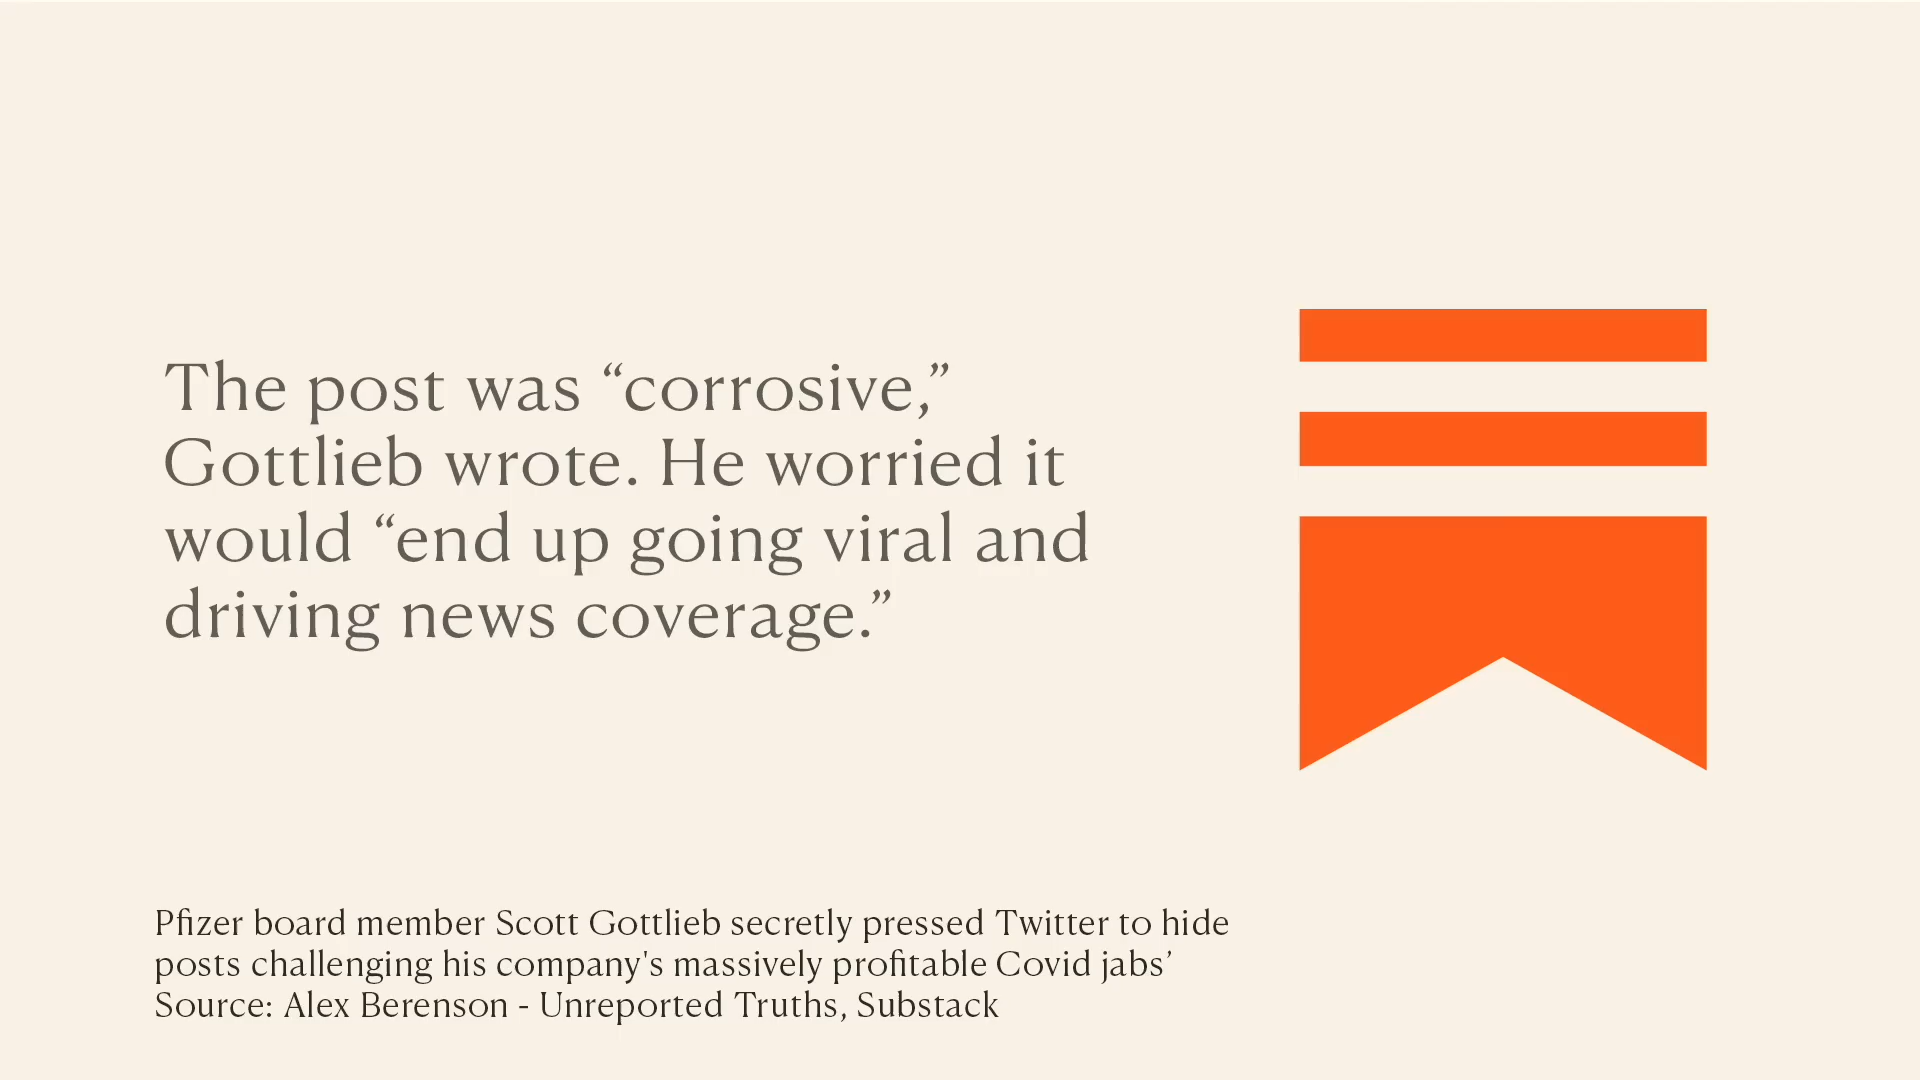 The post was “corrosive,”
Gottlieb wrote. He worried it
would “end up going viral and
driving news coverage.”
Pfizer board member Scott Gottlieb secretly pressed Twitter to hide
posts challenging his company's massively profitable Covid jabs’
Source: Alex Berenson - Unreported Truths, Substack